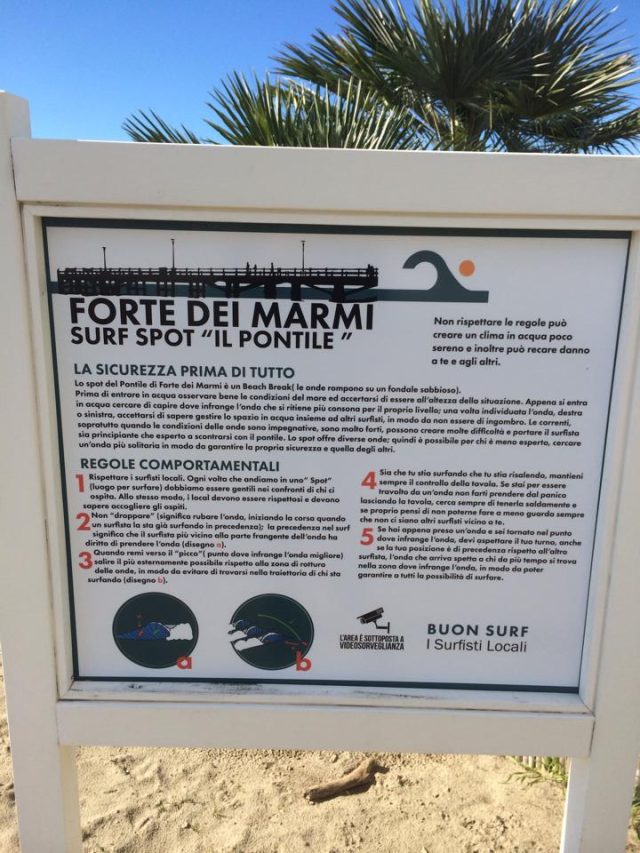 FORTE DEI MARMI
SURF SPOT “IL PONTILE ”
Non rispettare le regole può
creare un clima in acqua poco
sereno e inoltre può recare danno
a te e agli altri.
LA SICUREZZA PRIMA DI TUTTO
Lo spot del Pontile di Forte dei Marmi è un Beach Break( le onde rompono su un fondale sabbioso).
Prima di entrare in acqua osservare bene le condizioni del mare ed accertarsi di essere all'altezza della situazione. Appena si entra
in acqua cercare di capire dove infrange l'onda che si ritiene più consona per il proprio livello; una volta individuata l'onda, destra
o sinistra, accettarsi di sapere gestire lo spazio in acqua insieme ad altri surfisti, in modo da non essere di ingombro. Le correnti,
sopratutto quando le condizioni delle onde sono impegnative, sono molto forti, possono creare molte difficoltà e portare il surfista
sia principiante che esperto a scontrarsi con il pontile. Lo spot offre diverse onde; quindi è possibile per chi è meno esperto, cercare
un'onda più solitaria in modo da garantire la propria sicurezza e quella degli altri.
REGOLE COMPORTAMENTALI
1 Rispettare i surfisti locali. Ogni volta che andiamo in uno" Spot"
(luogo per surfare) dobbiamo essere gentili nei confronti di chi ci
ospita. Allo stesso modo, i local devono essere rispettosi e devono
sapere accogliere gli ospiti.
2 Non "droppare" (significa rubare l'onda, iniziando la corsa quando
un surfista la sta già surfando in precedenza); la precedenza nel surf
significa che il surfista più vicino alla parte frangente dell'onda ha
diritto di prendere l'onda (disegno a).
3 Quando remi verso il "picco"( punto dove infrange l'onda migliore)
salire il più esternamente possibile rispetto alla zona di rottura
delle onde, in modo da evitare di trovarsi nella traiettoria di chi sta
surfando (disegno b).
4 Sia che tu stia surfando che tu stia risalendo, mantieni
sempre il controllo della tavola. Se stai per essere
travolto da un'onda non farti prendere dal panico
lasciando la tavola, cerca sempre di tenerla saldamente e
se proprio pensi di non poterne fare a meno guarda sempre
che non ci siano altri surfisti vicino a te.
5 Se hai appena preso un'onda e sei tornato nel punto
dove infrange l'onda, devi aspettare il tuo turno, anche
se la tua posizione è di precedenza rispetto all'altro
surfista, l'onda che arriva spetta a chi da più tempo si trova
nella zona dove infrange l'onda, in modo da poter
garantire a tutti la possibilità di surfare.
a
b
L'AREA È SOTTOPOSTA A
VIDEOSORVEGLIANZA
BUON SURF
I Surfisti Locali